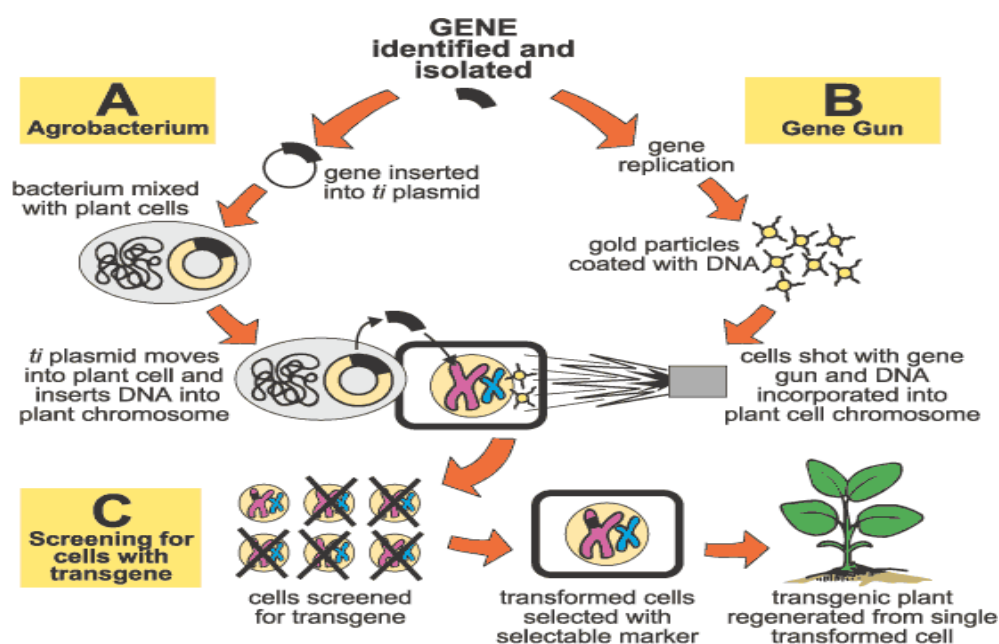 GENE
identified and
isolated
A
Agrobacterium
B
Gene Gun
gene inserted
into ti plasmid
gene
replication
bacterium mixed
with plant cells
gold particles
coated with DNA
ti plasmid moves
into plant cell and
inserts DNA into
plant chromosome
cells shot with gene
gun and DNA
incorporated into
plant cell chromosome
C
Screening for
cells with
transgene
cells screened
for transgene
transformed cells
selected with
selectable marker
transgenic plant
regenerated from single
transformed cell